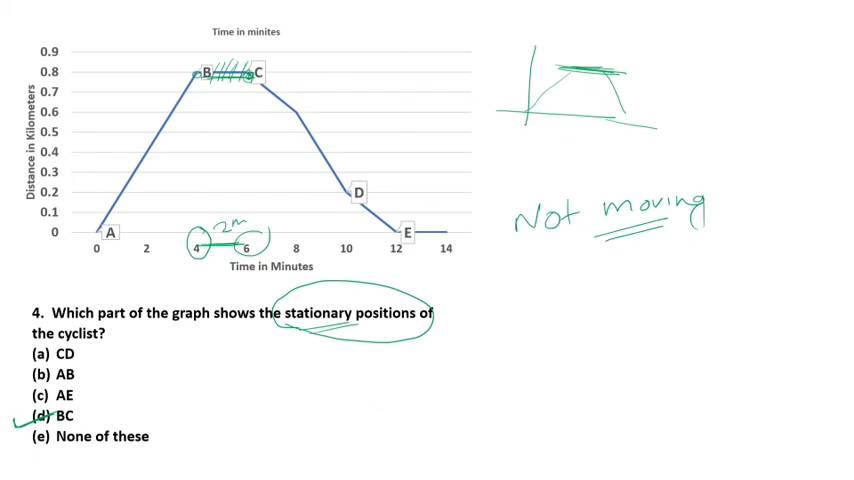 Time in minites
0.9
0.8
0.7
0.6
0.5
0.4
0.3
0.2
0.1
0
Distance in Kilometers
A
B
C
D
E
0 2 4 6 8 10 12 14
2m
Time in Minutes
Not moving
4. Which part of the graph shows the stationary positions of
the cyclist?
(a) CD
(b) AB
(c) AE
(d) BC
(e) None of these